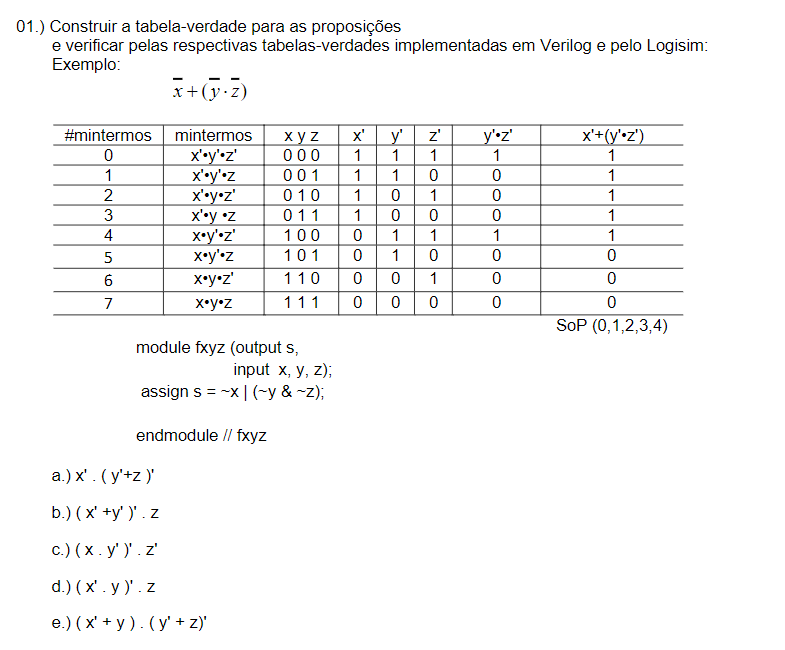 01.) Construir a tabela-verdade para as proposições
e verificar pelas respectivas tabelas-verdades implementadas em Verilog e pelo Logisim:
Exemplo:
x̅+(y̅·z̅)
#mintermos mintermos x y z x' y' z' y'•z' x'+(y'•z')
0 x'•y'•z' 0 0 0 1 1 1 1 1
1 x'•y'•z 0 0 1 1 1 0 0 1
2 x'•y•z' 0 1 0 1 0 1 0 1
3 x'•y •z 0 1 1 1 0 0 0 1
4 x•y'•z' 1 0 0 0 1 1 1 1
5 x•y'•z 1 0 1 0 1 0 0 0
6 x•y•z' 1 1 0 0 0 1 0 0
7 x•y•z 1 1 1 0 0 0 0 0
SoP (0,1,2,3,4)
module fxyz (output s,
input x, y, z);
assign s = ~x | (~y & ~z);
endmodule // fxyz
a.) x' . ( y'+z )'
b.) ( x' +y' )' . z
c.) ( x . y' )' . z'
d.) ( x' . y )' . z
e.) ( x' + y ) . ( y' + z)'